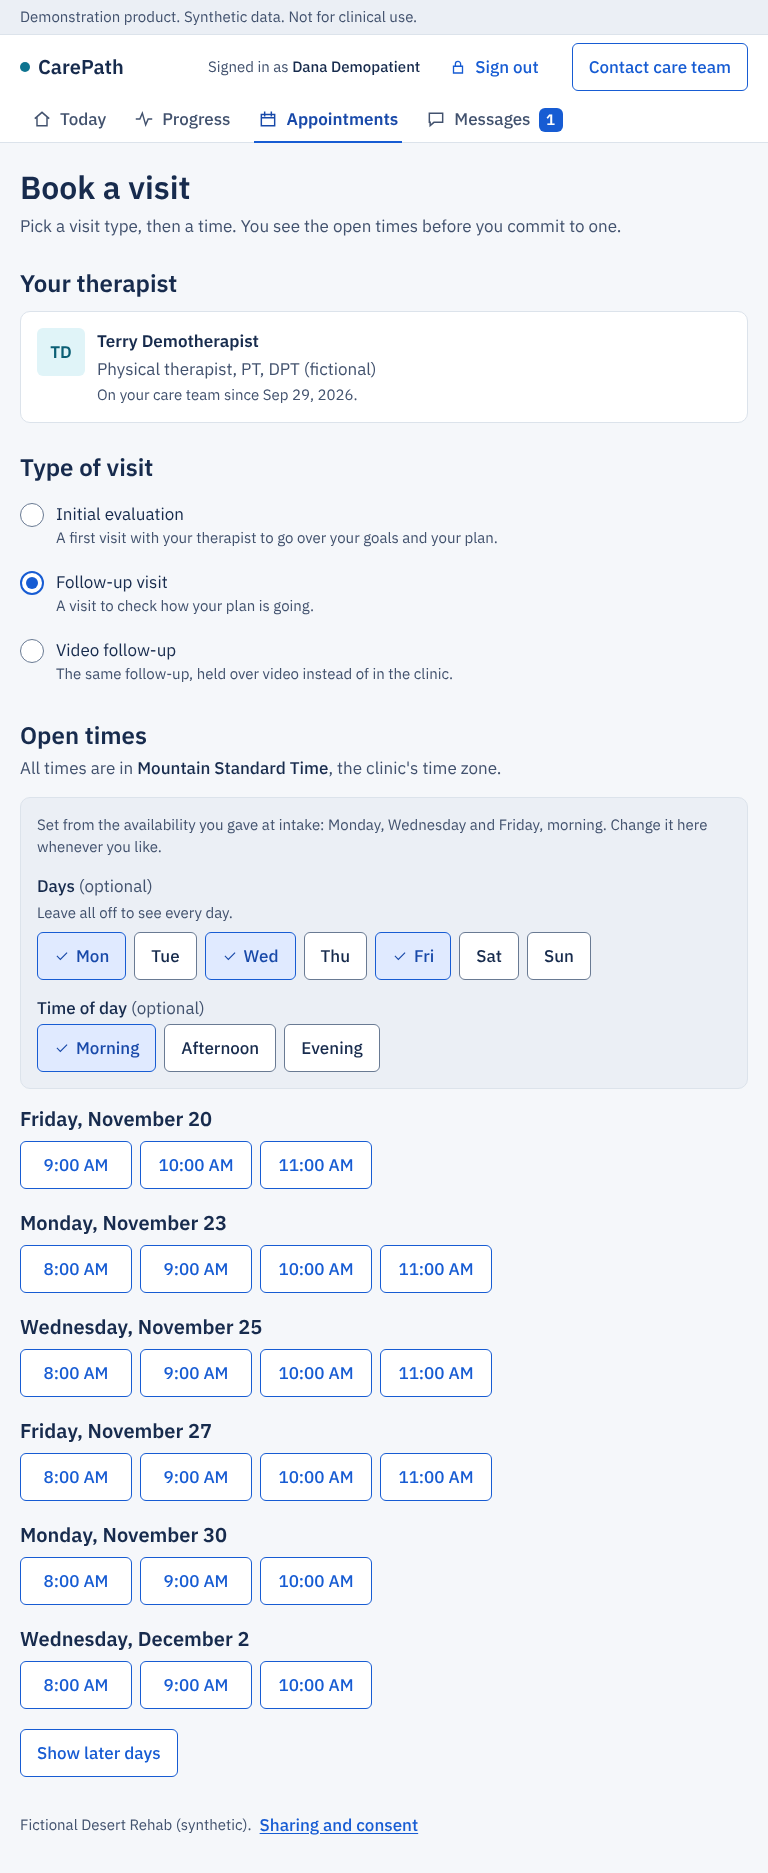 Demonstration product. Synthetic data. Not for clinical use.
CarePath
Signed in as Dana Demopatient
Sign out
Contact care team
Today
Progress
Appointments
Messages 1
Book a visit
Pick a visit type, then a time. You see the open times before you commit to one.
Your therapist
TD
Terry Demotherapist
Physical therapist, PT, DPT (fictional)
On your care team since Sep 29, 2026.
Type of visit
Initial evaluation
A first visit with your therapist to go over your goals and your plan.
Follow-up visit
A visit to check how your plan is going.
Video follow-up
The same follow-up, held over video instead of in the clinic.
Open times
All times are in Mountain Standard Time, the clinic's time zone.
Set from the availability you gave at intake: Monday, Wednesday and Friday, morning. Change it here
whenever you like.
Days (optional)
Leave all off to see every day.
Mon Tue Wed Thu Fri Sat Sun
Time of day (optional)
Morning Afternoon Evening
Friday, November 20
9:00 AM 10:00 AM 11:00 AM
Monday, November 23
8:00 AM 9:00 AM 10:00 AM 11:00 AM
Wednesday, November 25
8:00 AM 9:00 AM 10:00 AM 11:00 AM
Friday, November 27
8:00 AM 9:00 AM 10:00 AM 11:00 AM
Monday, November 30
8:00 AM 9:00 AM 10:00 AM
Wednesday, December 2
8:00 AM 9:00 AM 10:00 AM
Show later days
Fictional Desert Rehab (synthetic). Sharing and consent